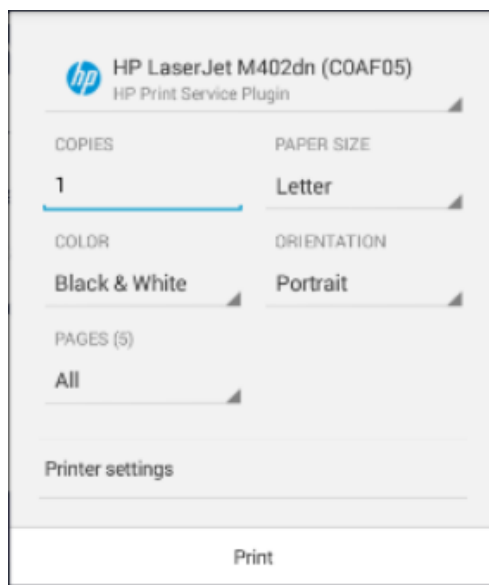 hp
HP LaserJet M402dn (C0AF05)
HP Print Service Plugin
COPIES
PAPER SIZE
1
Letter
COLOR
ORIENTATION
Black & White
Portrait
PAGES (5)
All
Printer settings
Print